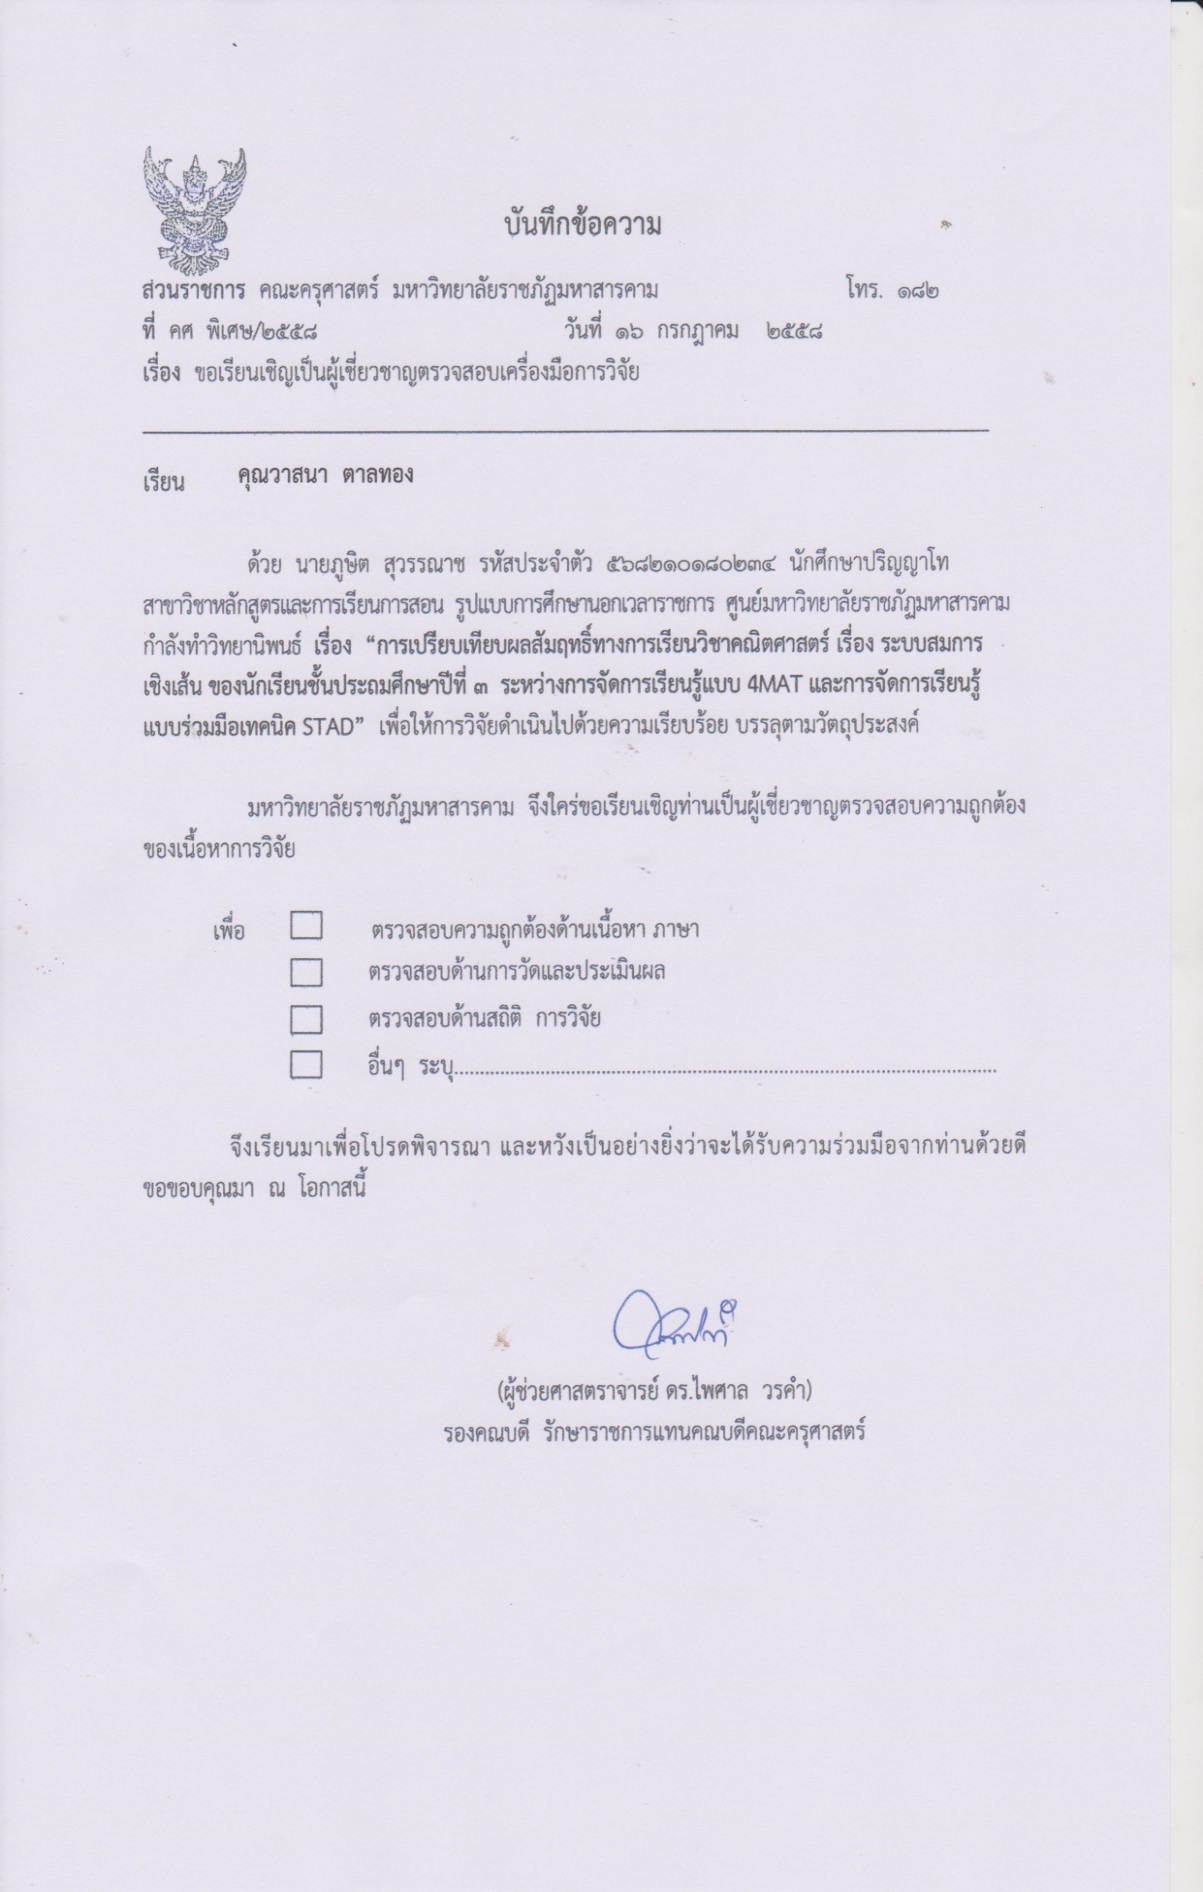 บันทึกข้อความ
ส่วนราชการ คณะครุศาสตร์ มหาวิทยาลัยราชภัฏมหาสารคาม โทร. ๑๘๒
ที่ คศ พิเศษ/๒๕๕๘ วันที่ ๑๖ กรกฎาคม ๒๕๕๘
เรื่อง ขอเรียนเชิญเป็นผู้เชี่ยวชาญตรวจสอบเครื่องมือการวิจัย
เรียน คุณวาสนา ตาลทอง
ด้วย นายภูษิต สุวรรณาช รหัสประจำตัว ๕๖๘๒๑๐๑๘๐๒๓๔ นักศึกษาปริญญาโท
สาขาวิชาหลักสูตรและการเรียนการสอน รูปแบบการศึกษานอกเวลาราชการ ศูนย์มหาวิทยาลัยราชภัฏมหาสารคาม
กำลังทำวิทยานิพนธ์ เรื่อง “การเปรียบเทียบผลสัมฤทธิ์ทางการเรียนวิชาคณิตศาสตร์ เรื่อง ระบบสมการ
เชิงเส้น ของนักเรียนชั้นประถมศึกษาปีที่ ๓ ระหว่างการจัดการเรียนรู้แบบ 4MAT และการจัดการเรียนรู้
แบบร่วมมือเทคนิค STAD” เพื่อให้การวิจัยดำเนินไปด้วยความเรียบร้อย บรรลุตามวัตถุประสงค์
มหาวิทยาลัยราชภัฏมหาสารคาม จึงใคร่ขอเรียนเชิญท่านเป็นผู้เชี่ยวชาญตรวจสอบความถูกต้อง
ของเนื้อหาการวิจัย
เพื่อ ตรวจสอบความถูกต้องด้านเนื้อหา ภาษา
ตรวจสอบด้านการวัดและประเมินผล
ตรวจสอบด้านสถิติ การวิจัย
อื่นๆ ระบุ..........................................................................................................
จึงเรียนมาเพื่อโปรดพิจารณา และหวังเป็นอย่างยิ่งว่าจะได้รับความร่วมมือจากท่านด้วยดี
ขอขอบคุณมา ณ โอกาสนี้
(ผู้ช่วยศาสตราจารย์ ดร.ไพศาล วรคำ)
รองคณบดี รักษาราชการแทนคณบดีคณะครุศาสตร์